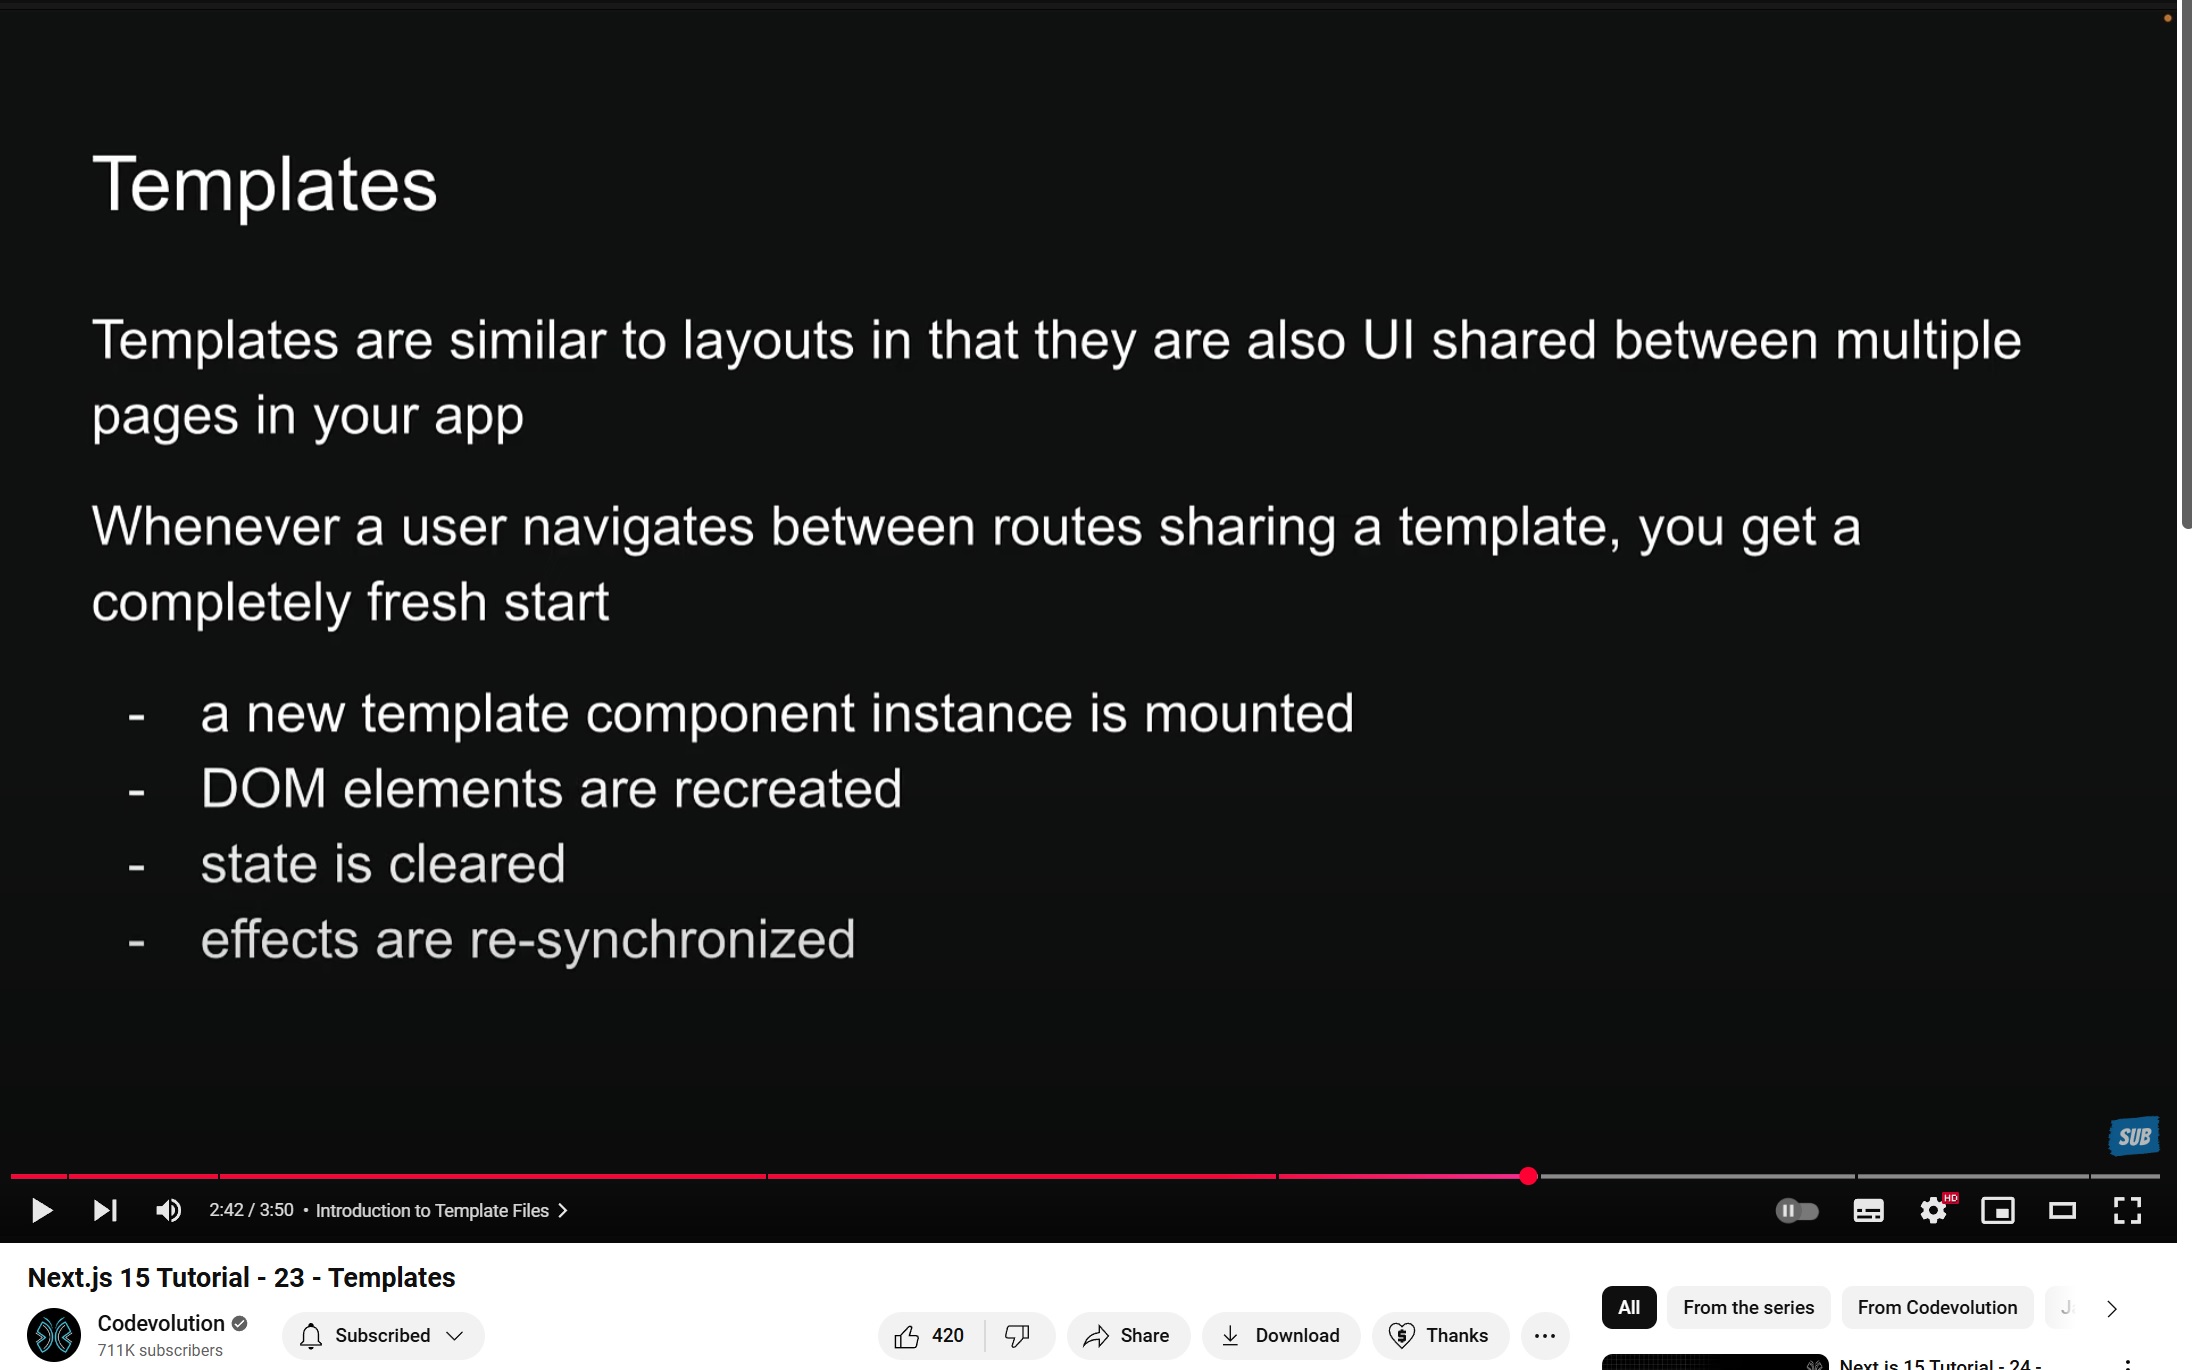 Templates
Templates are similar to layouts in that they are also UI shared between multiple
pages in your app
Whenever a user navigates between routes sharing a template, you get a
completely fresh start
- a new template component instance is mounted
- DOM elements are recreated
- state is cleared
- effects are re-synchronized
SUB
2:42 / 3:50 • Introduction to Template Files
HD
Next.js 15 Tutorial - 23 - Templates
Codevolution
711K subscribers
Subscribed
420
Share
Download
Thanks
All
From the series
From Codevolution
Next.js 15 Tutorial - 24 -